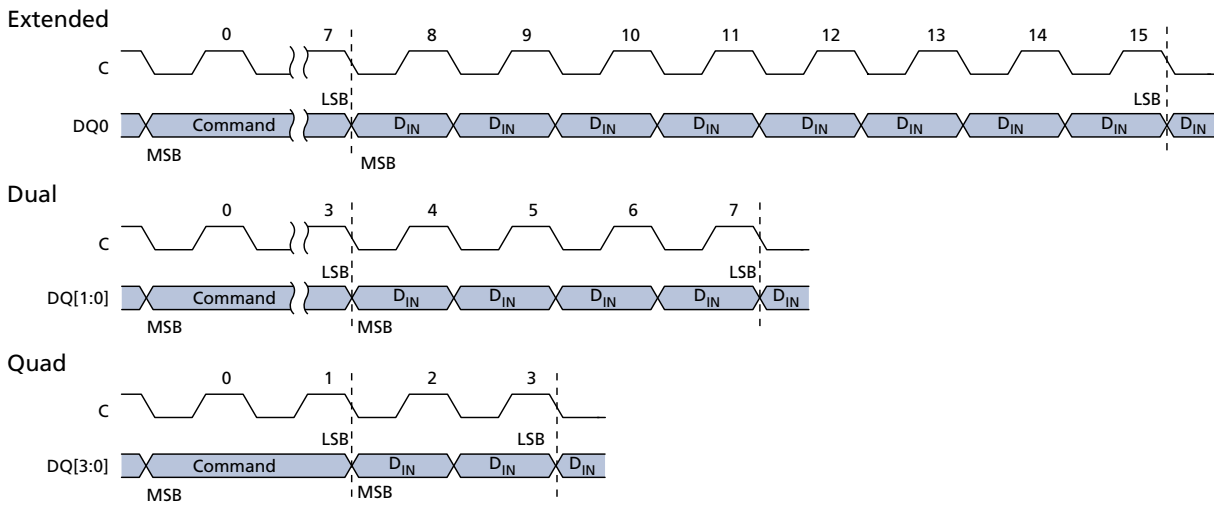 Extended
0 7 8 9 10 11 12 13 14 15
C
LSB LSB
DQ0 Command DIN DIN DIN DIN DIN DIN DIN DIN DIN
MSB MSB
Dual
0 3 4 5 6 7
C
LSB LSB
DQ[1:0] Command DIN DIN DIN DIN DIN
MSB MSB
Quad
0 1 2 3
C
LSB LSB
DQ[3:0] Command DIN DIN DIN
MSB MSB